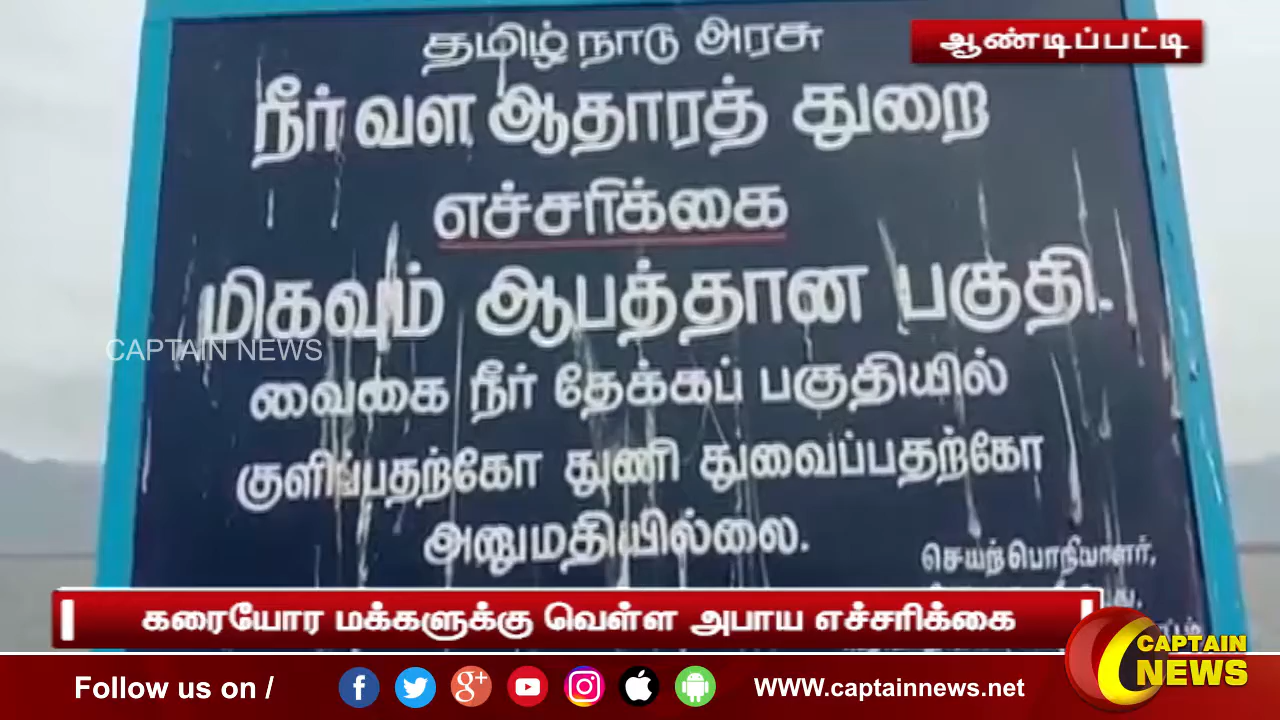 ஆண்டிப்பட்டி
தமிழ் நாடு அரசு
நீர் வள ஆதாரத் துறை
எச்சரிக்கை
மிகவும் ஆபத்தான பகுதி.
CAPTAIN NEWS
வைகை நீர் தேக்கப் பகுதியில்
குளிப்பதற்கோ துணி துவைப்பதற்கோ
அனுமதியில்லை.
செயற்பொறியாளர்,
கரையோர மக்களுக்கு வெள்ள அபாய எச்சரிக்கை
Follow us on /
WWW.captainnews.net
CAPTAIN
NEWS